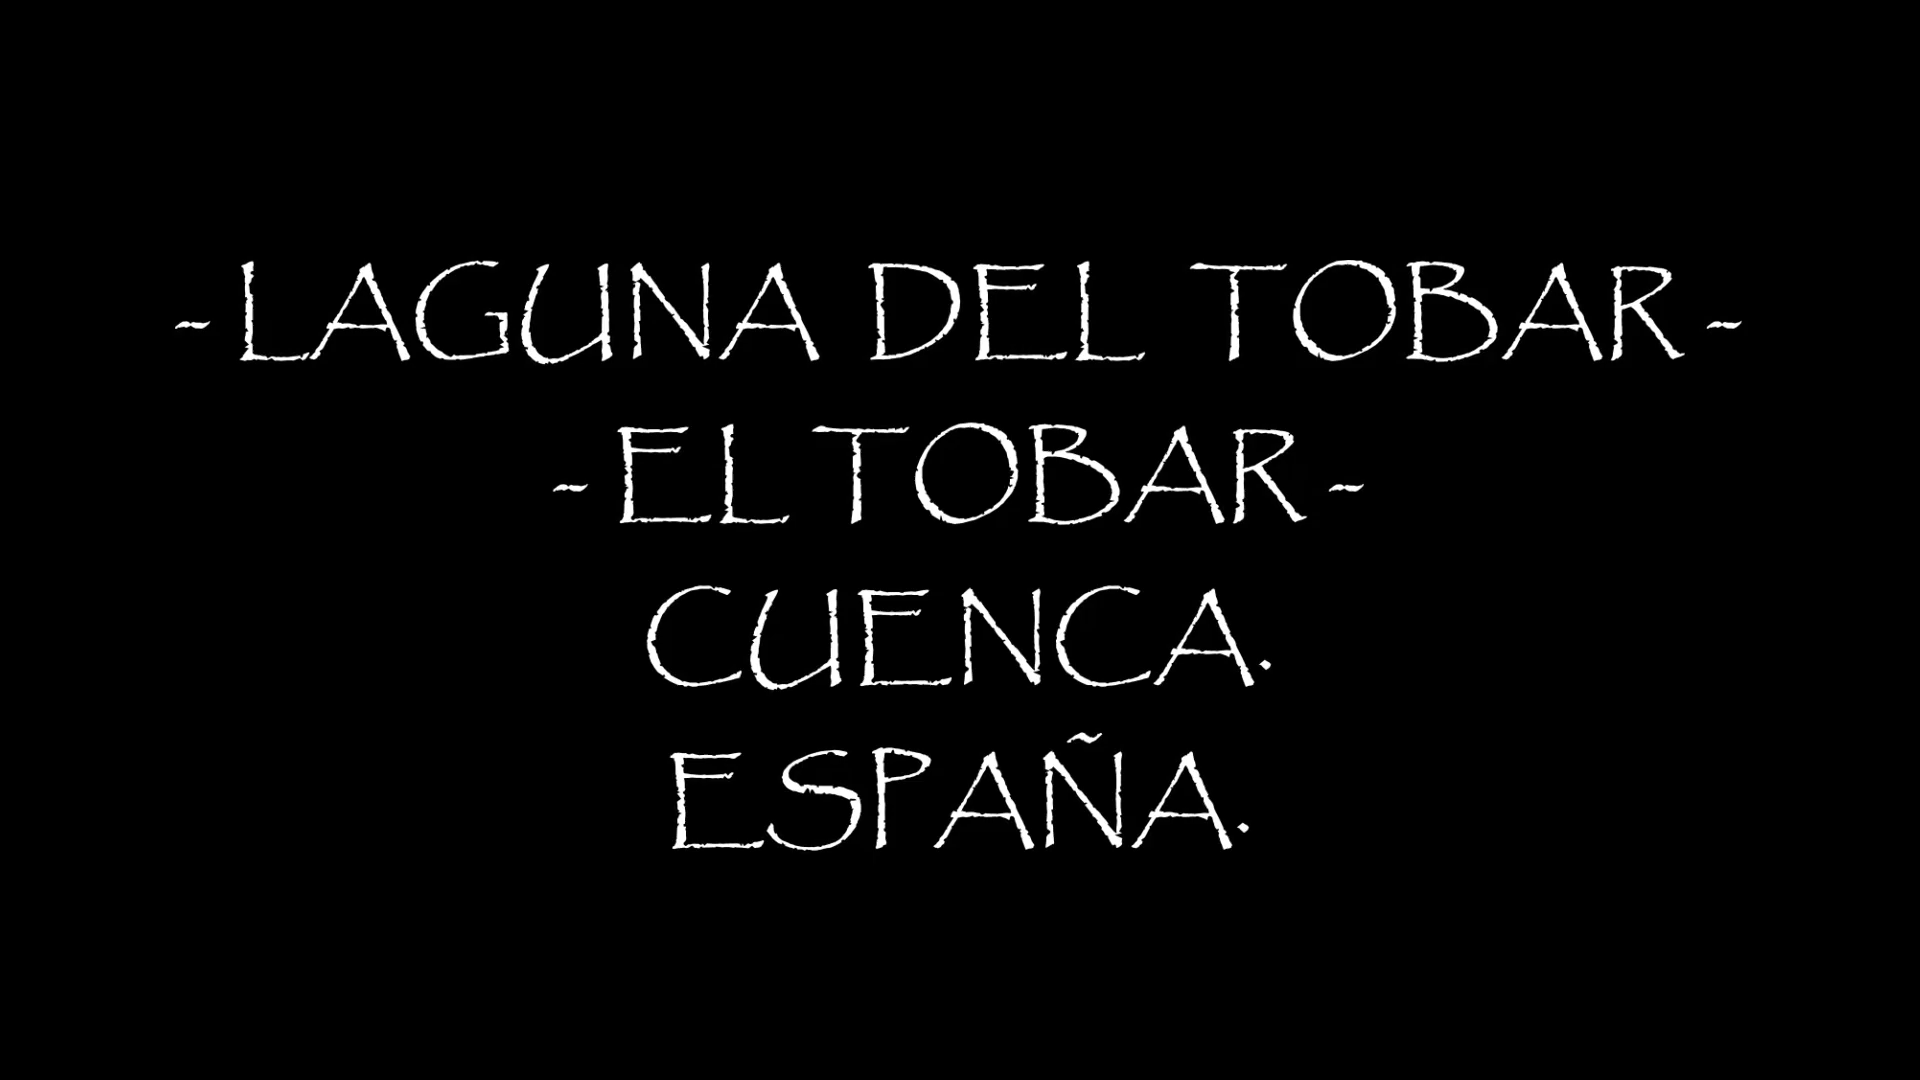 - LAGUNA DEL TOBAR -
- EL TOBAR -
CUENCA.
ESPAÑA.